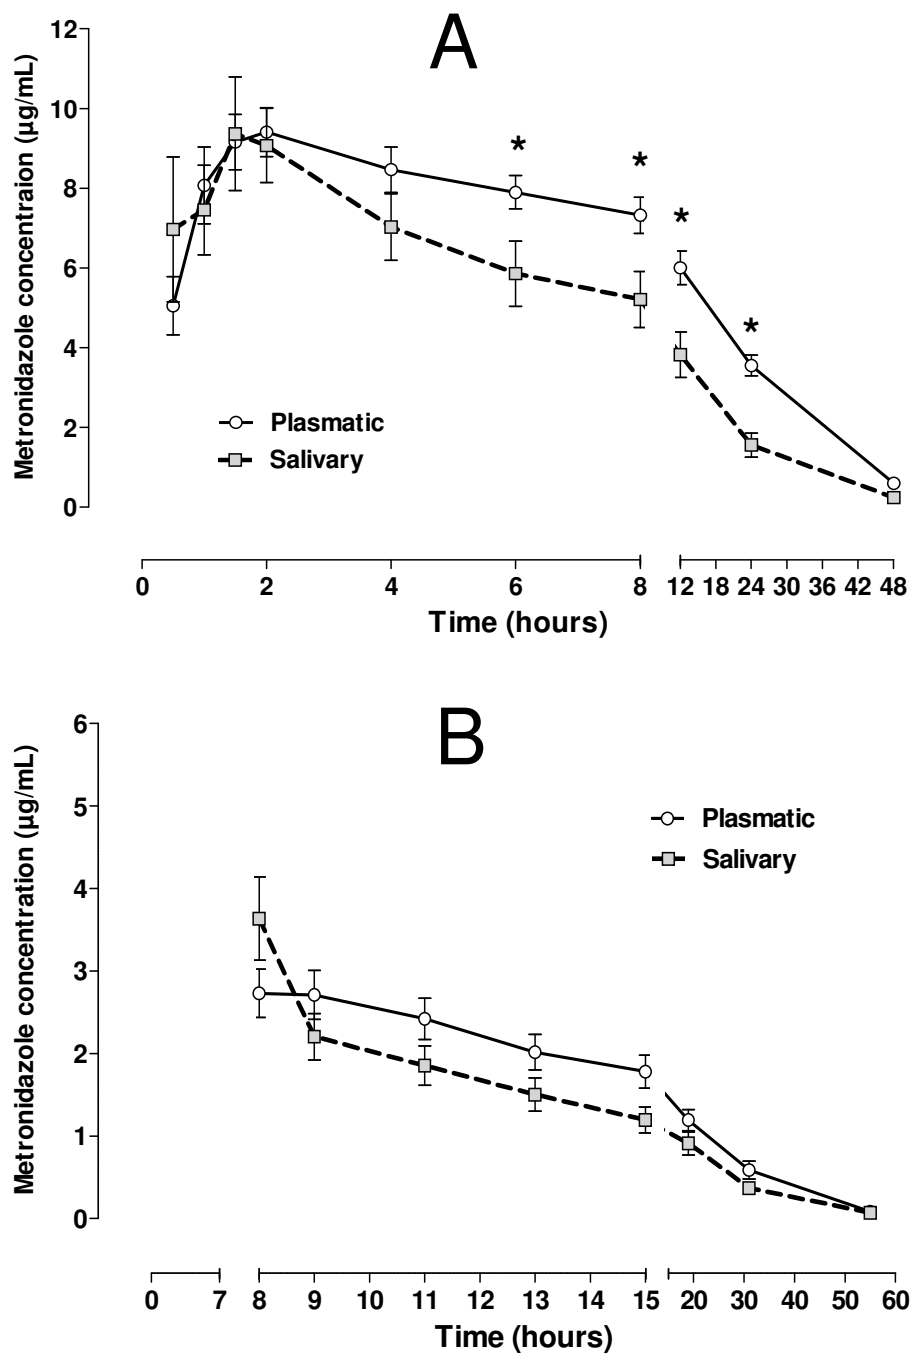 A
Metronidazole concentraion (µg/mL)
12
10
8
6
4
2
0
*
*
*
*
Plasmatic
Salivary
0 2 4 6 8 12 18 24 30 36 42 48
Time (hours)
B
Metronidazole concentration (µg/mL)
6
5
4
3
2
1
0
Plasmatic
Salivary
0 7 8 9 10 11 12 13 14 15 20 30 40 50 60
Time (hours)